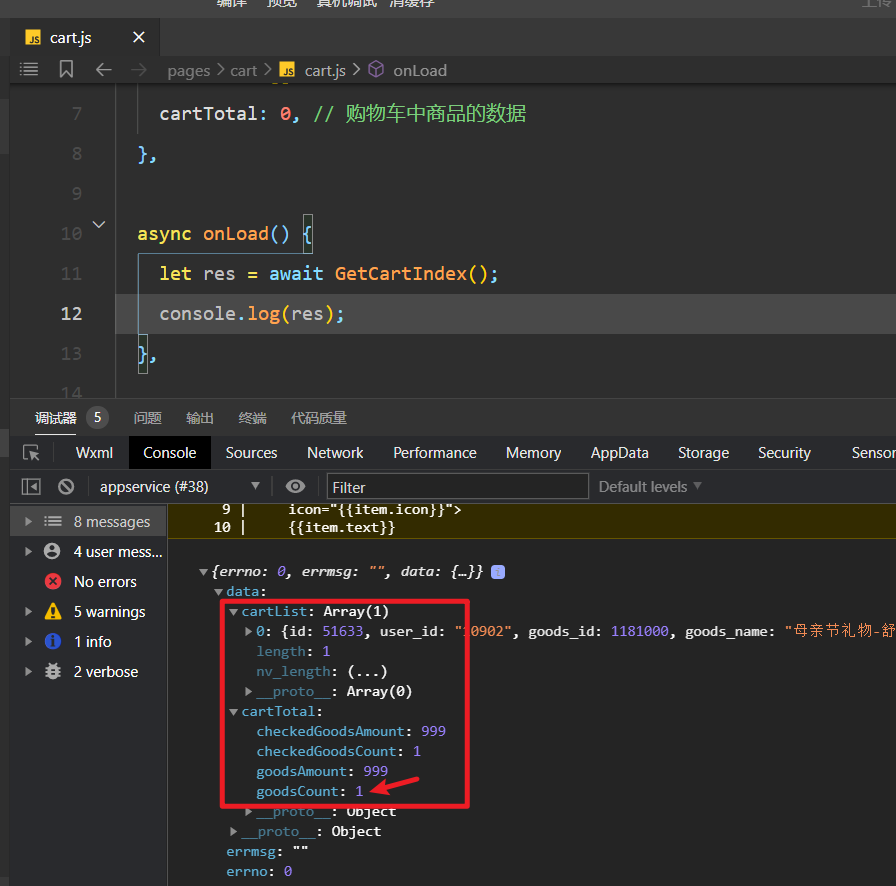 编译 预览 真机调试 清缓存 上传
JS cart.js
pages > cart > JS cart.js > onLoad
7 cartTotal: 0, // 购物车中商品的数据
8 },
9
10 async onLoad() {
11 let res = await GetCartIndex();
12 console.log(res);
13 },
14
调试器 5 问题 输出 终端 代码质量
Wxml Console Sources Network Performance Memory AppData Storage Security Sensor
appservice (#38) Filter Default levels
8 messages
4 user mess...
No errors
5 warnings
1 info
2 verbose
9 | icon="{{item.icon}}">
10 | {{item.text}}
{errno: 0, errmsg: "", data: {…}} i
data:
cartList: Array(1)
0: {id: 51633, user_id: "10902", goods_id: 1181000, goods_name: "母亲节礼物-舒
length: 1
nv_length: (...)
__proto__: Array(0)
cartTotal:
checkedGoodsAmount: 999
checkedGoodsCount: 1
goodsAmount: 999
goodsCount: 1
__proto__: Object
__proto__: Object
errmsg: ""
errno: 0